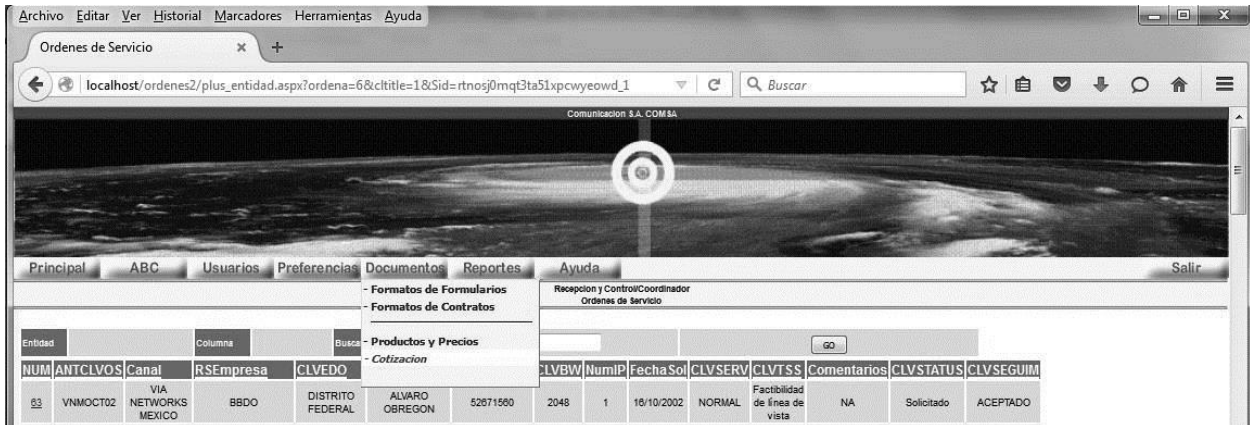 Archivo Editar Ver Historial Marcadores Herramientas Ayuda
Ordenes de Servicio
localhost/ordenes2/plus_entidad.aspx?ordena=6&cltitle=1&Sid=rtnosj0mqt3ta51xpcwyeowd_1
Buscar
Comunicacion S.A. COMSA
Principal ABC Usuarios Preferencias Documentos Reportes Ayuda Salir
- Formatos de Formularios
- Formatos de Contratos
- Productos y Precios
- Cotizacion
Recepcion y Control/Coordinador
Ordenes de Servicio
Entidad Columna Busca GO
NUM ANTCLVOS Canal RSEmpresa CLVEDO CLVBW NumIP FechaSol CLVSERV CLVTSS Comentarios CLVSTATUS CLVSEGUIM
63 VNMOCT02 VIA NETWORKS MEXICO BBDO DISTRITO FEDERAL ALVARO OBREGON 52671560 2048 1 16/10/2002 NORMAL Factibilidad de línea de vista NA Solicitado ACEPTADO